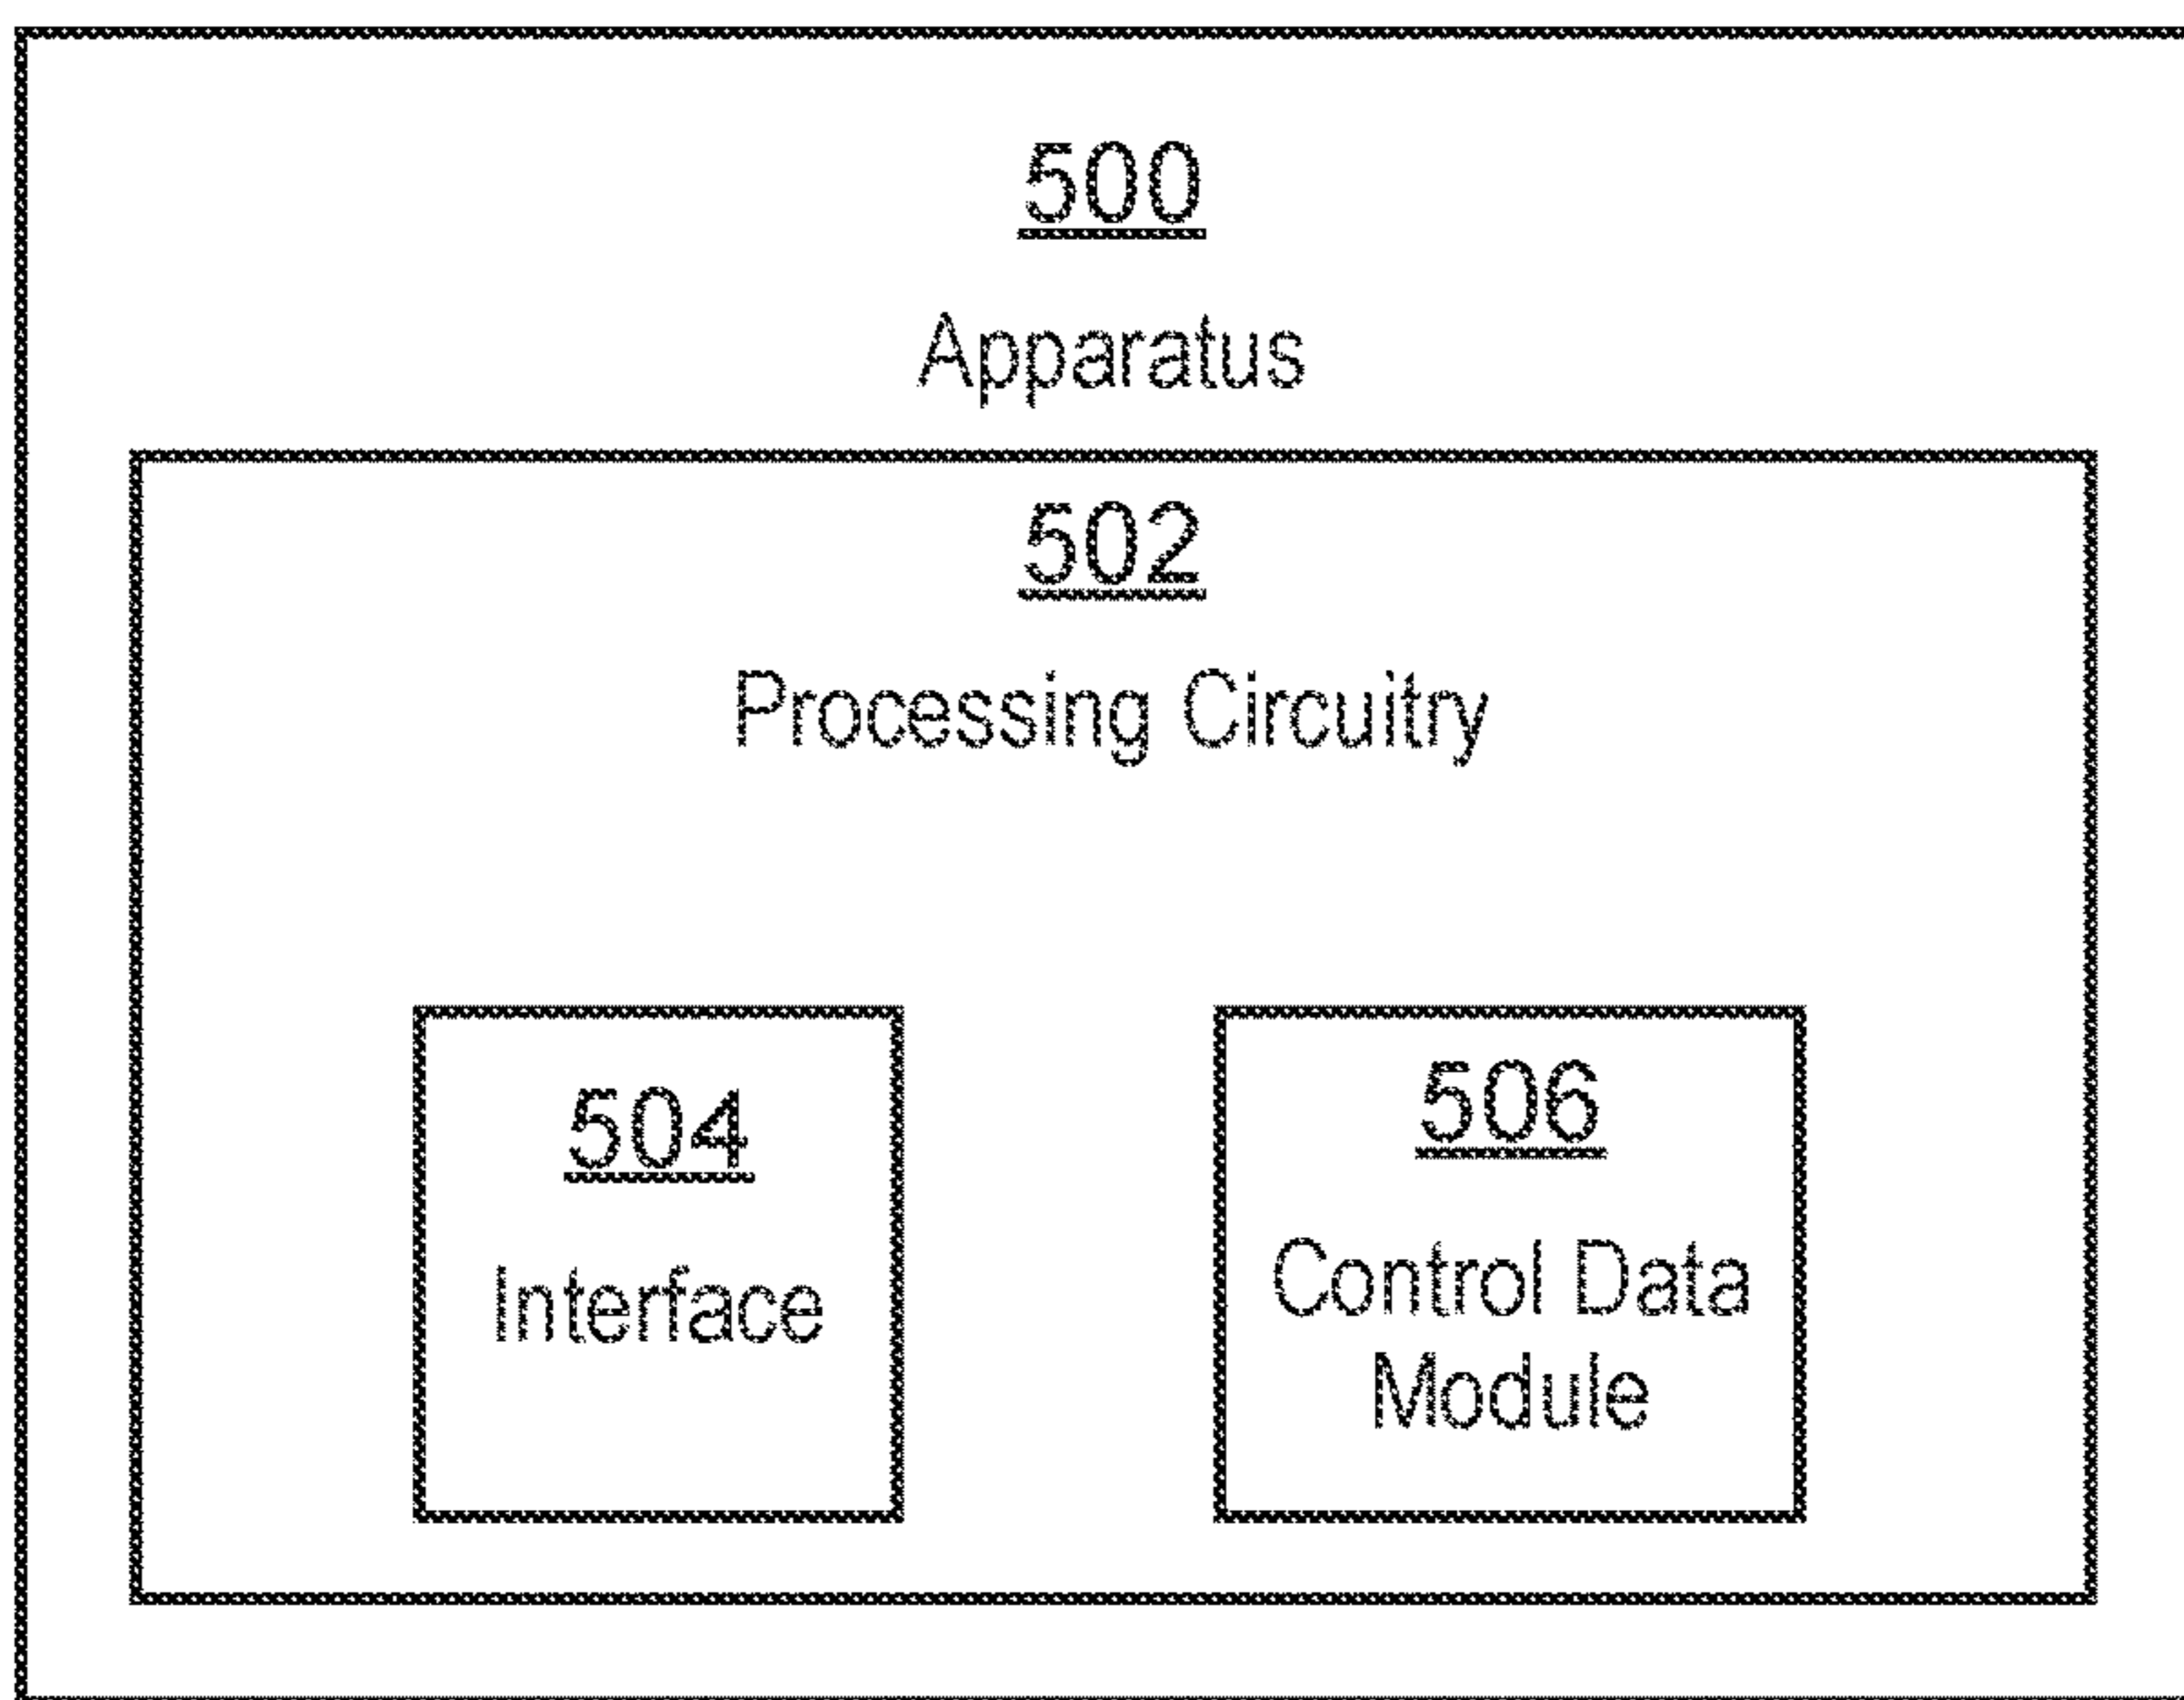 500
Apparatus
502
Processing Circuitry
504
Interface
506
Control Data
Module